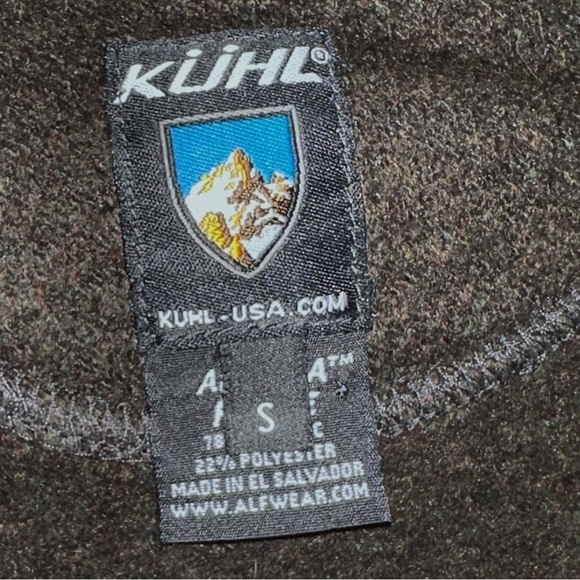 KÜHL®
KUHL-USA.COM
S
22% POLYESTER
MADE IN EL SALVADOR
WWW.ALFWEAR.COM